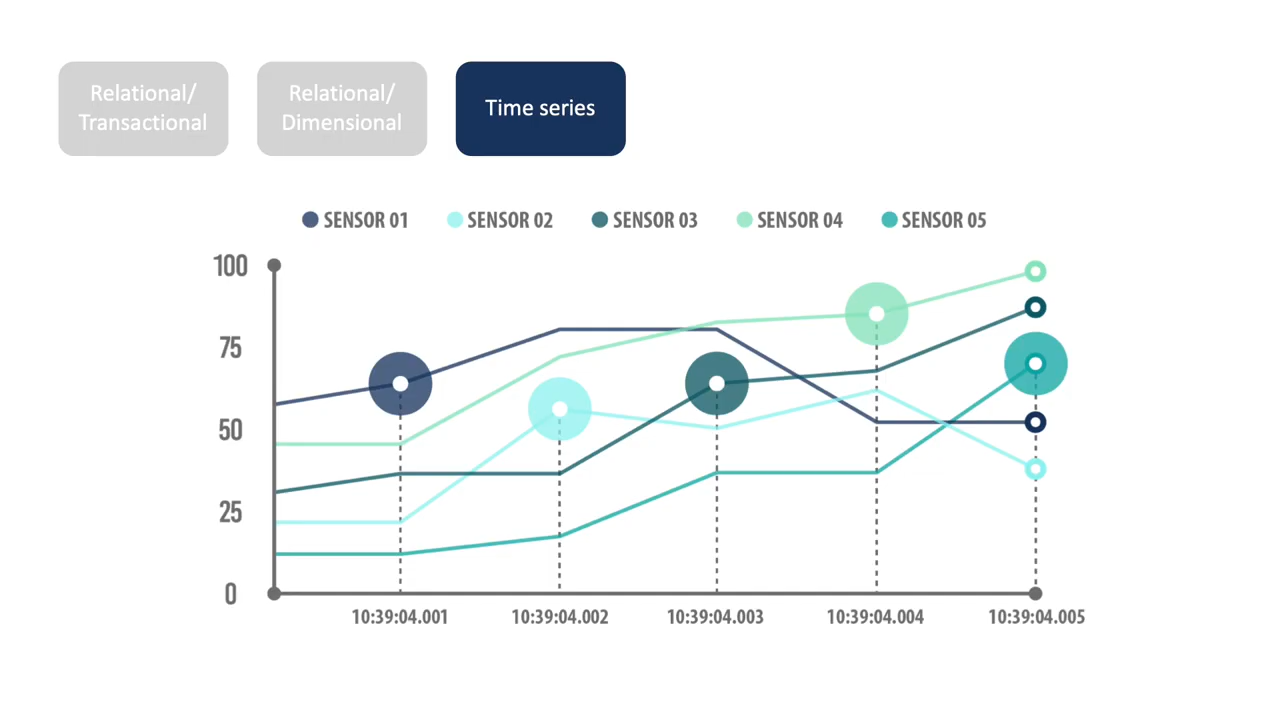 Relational/
Transactional
Relational/
Dimensional
Time series
SENSOR 01 SENSOR 02 SENSOR 03 SENSOR 04 SENSOR 05
100
75
50
25
0
10:39:04.001 10:39:04.002 10:39:04.003 10:39:04.004 10:39:04.005